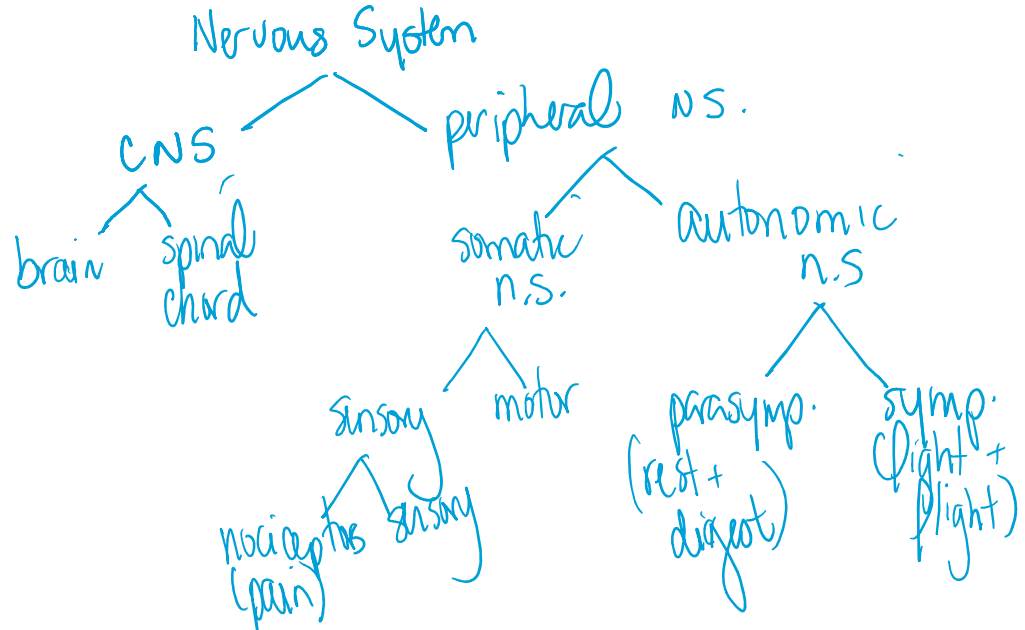 Nervous System
CNS
peripheral N.S.
brain
spinal
chord
somatic
n.s.
autonomic
n.s
sensory
motor
parasymp.
(rest +
digest)
symp.
(flight +
flight)
nociceptors
(pain)
sensory